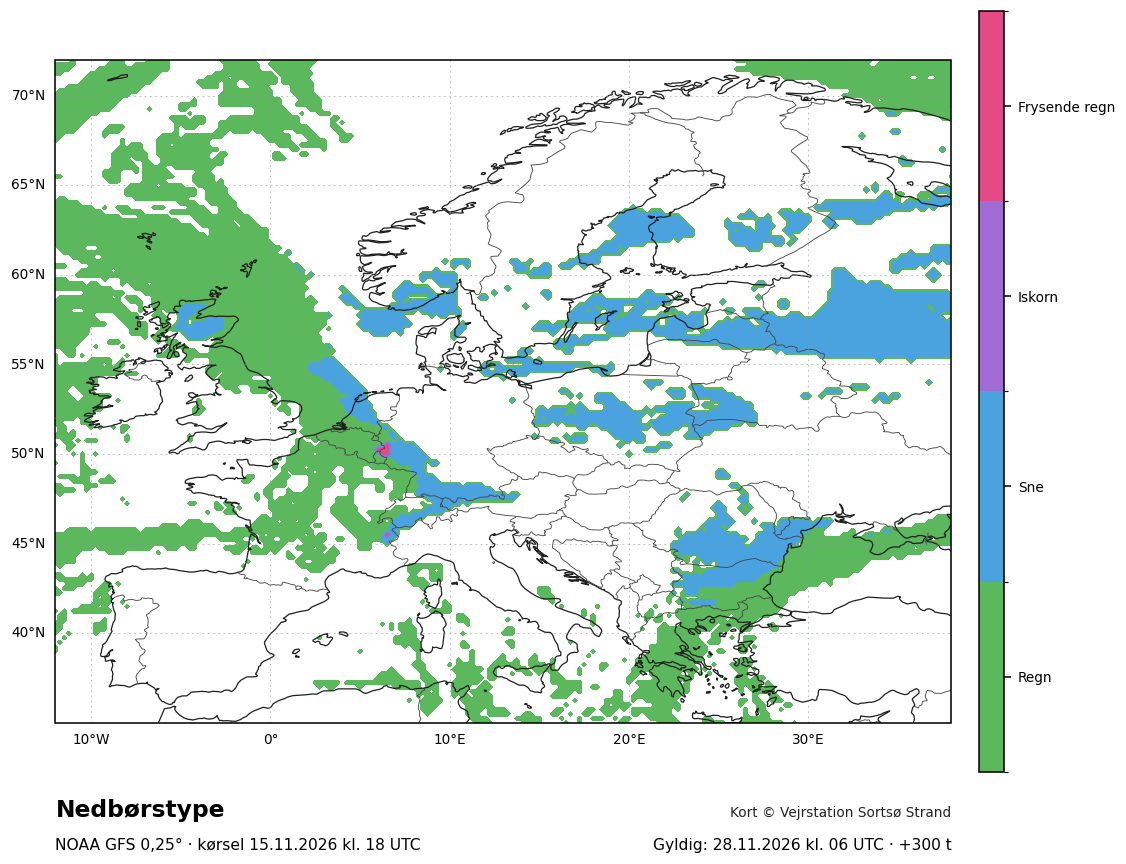 70°N
65°N
60°N
55°N
50°N
45°N
40°N
10°W
0°
10°E
20°E
30°E
Frysende regn
Iskorn
Sne
Regn
Nedbørstype
Kort © Vejrstation Sortsø Strand
NOAA GFS 0,25° · kørsel 15.11.2026 kl. 18 UTC
Gyldig: 28.11.2026 kl. 06 UTC · +300 t